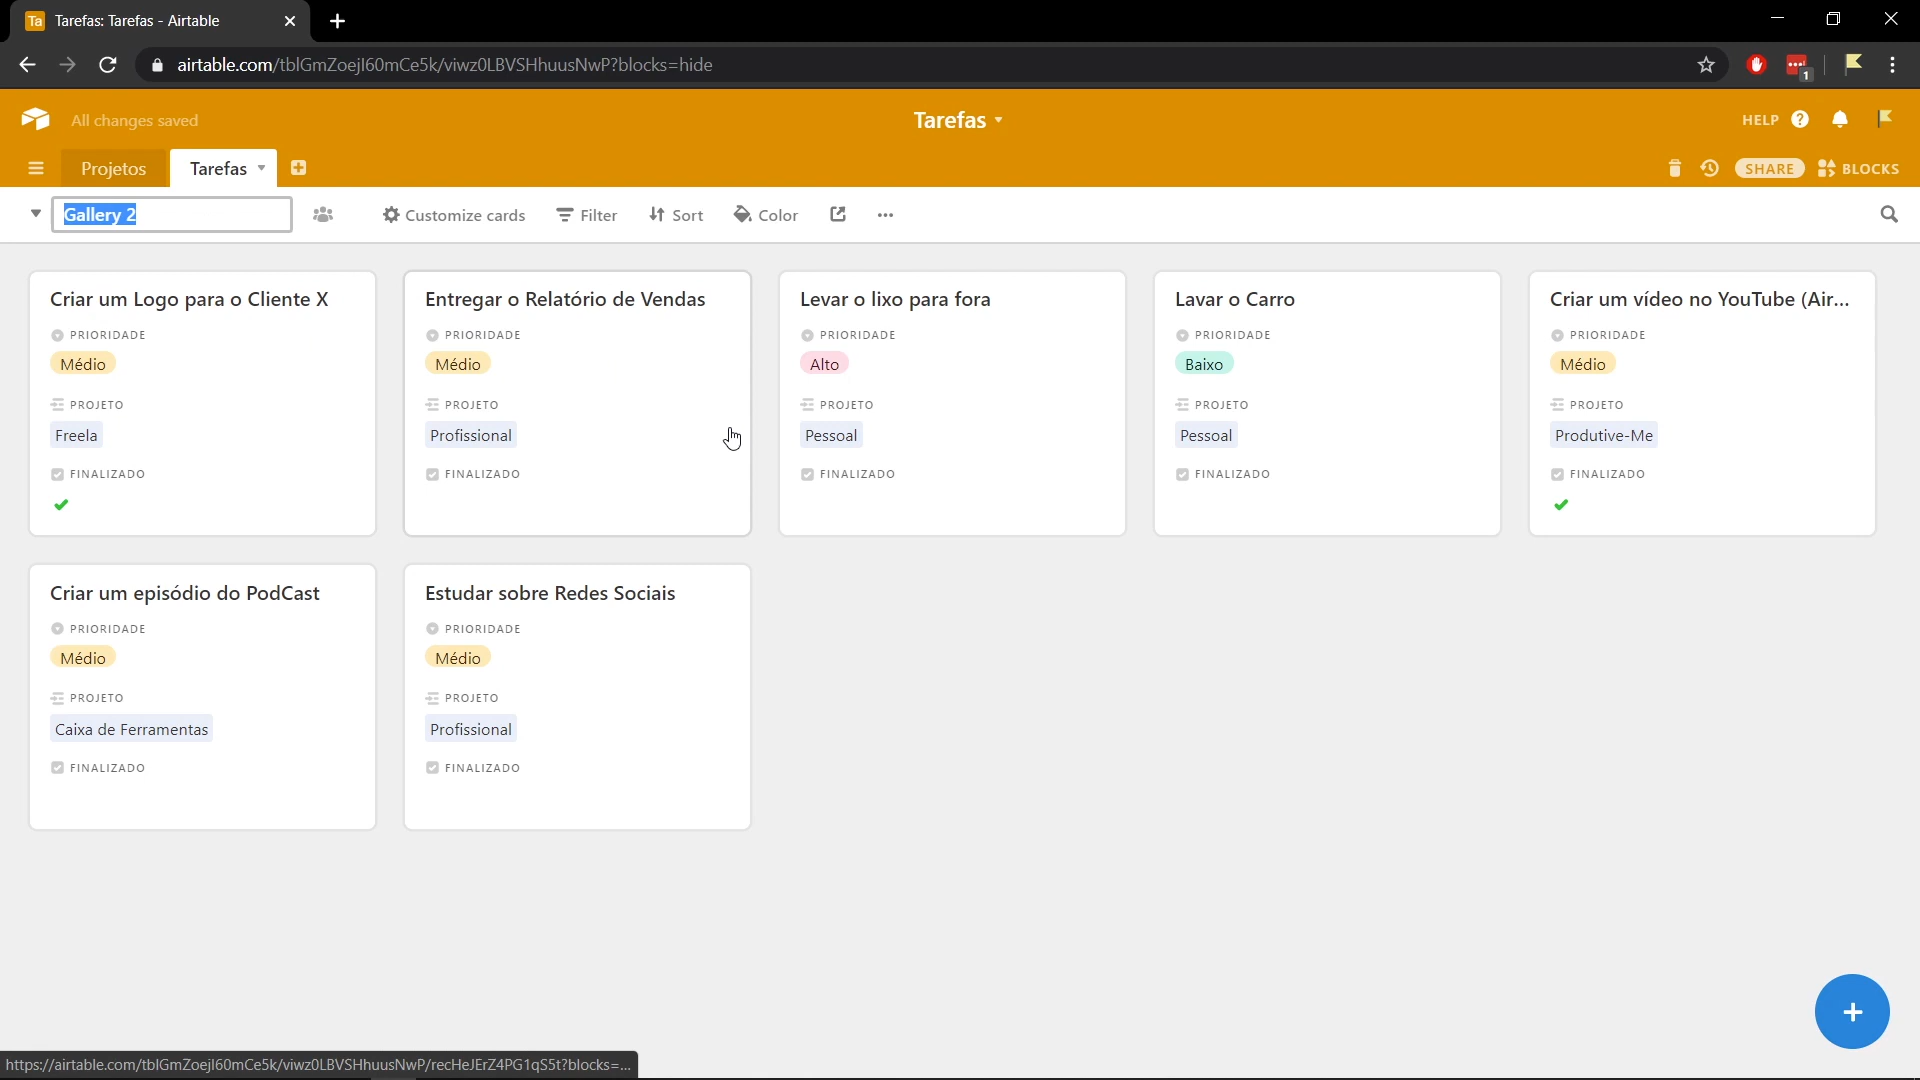 Ta Tarefas: Tarefas - Airtable
airtable.com/tblGmZoejI60mCe5k/viwz0LBVSHhuusNwP?blocks=hide
1
All changes saved
Tarefas
HELP ?
Projetos
Tarefas
SHARE
BLOCKS
Gallery 2
Customize cards
Filter
Sort
Color
Criar um Logo para o Cliente X
PRIORIDADE
Médio
PROJETO
Freela
FINALIZADO
Entregar o Relatório de Vendas
PRIORIDADE
Médio
PROJETO
Profissional
FINALIZADO
Levar o lixo para fora
PRIORIDADE
Alto
PROJETO
Pessoal
FINALIZADO
Lavar o Carro
PRIORIDADE
Baixo
PROJETO
Pessoal
FINALIZADO
Criar um vídeo no YouTube (Air...
PRIORIDADE
Médio
PROJETO
Produtive-Me
FINALIZADO
Criar um episódio do PodCast
PRIORIDADE
Médio
PROJETO
Caixa de Ferramentas
FINALIZADO
Estudar sobre Redes Sociais
PRIORIDADE
Médio
PROJETO
Profissional
FINALIZADO
https://airtable.com/tblGmZoejI60mCe5k/viwz0LBVSHhuusNwP/recHeJErZ4PG1qS5t?blocks=...